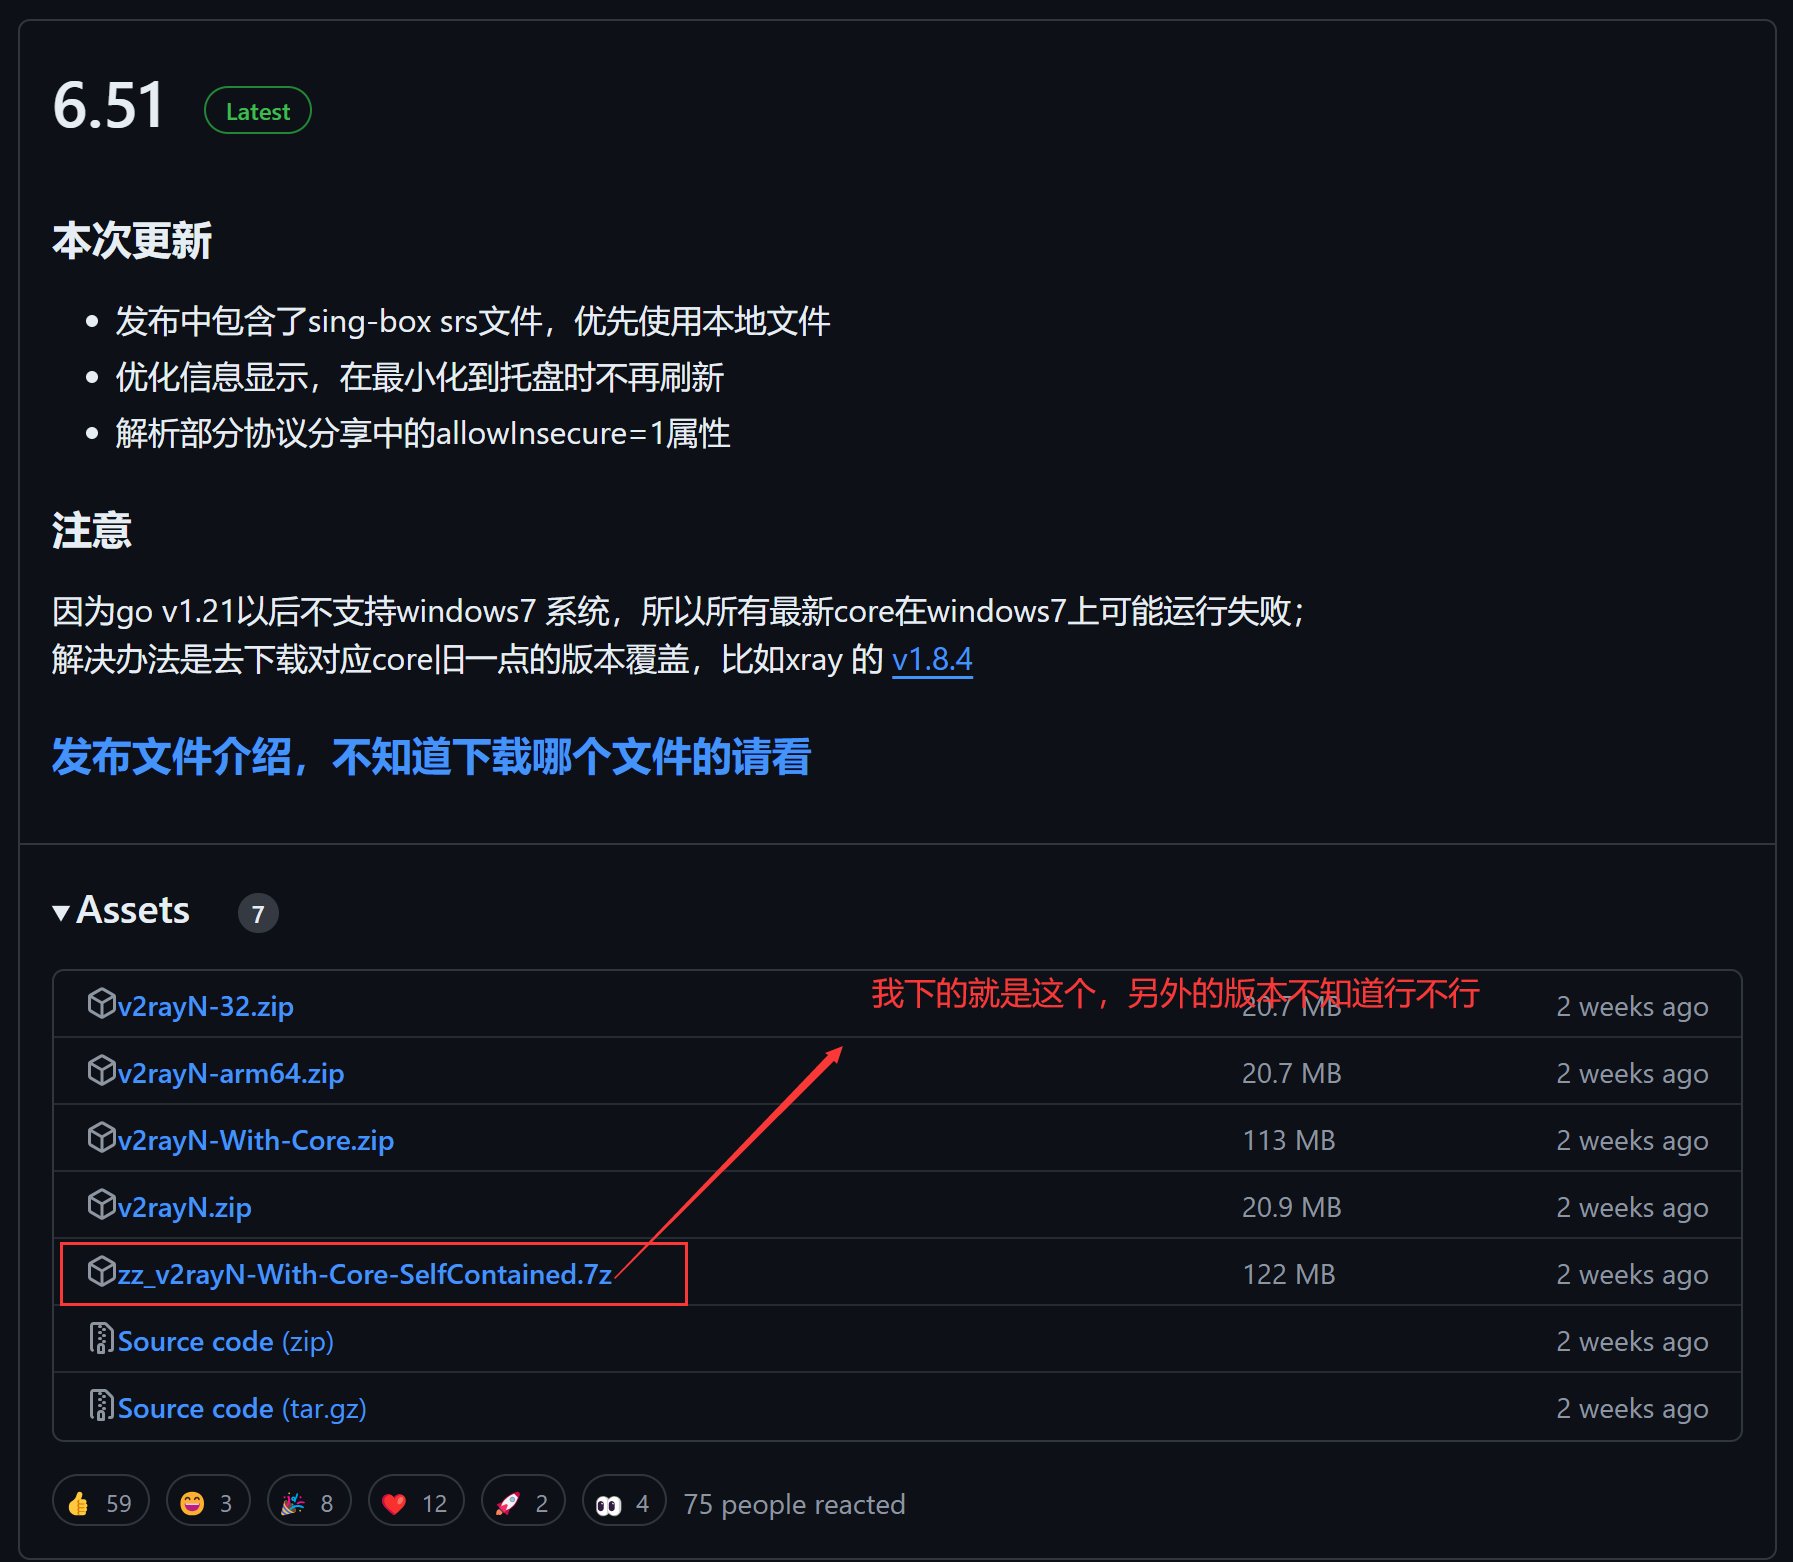 6.51 Latest
本次更新
发布中包含了sing-box srs文件，优先使用本地文件
优化信息显示，在最小化到托盘时不再刷新
解析部分协议分享中的allowInsecure=1属性
注意
因为go v1.21以后不支持windows7 系统，所以所有最新core在windows7上可能运行失败；
解决办法是去下载对应core旧一点的版本覆盖，比如xray 的 v1.8.4
发布文件介绍，不知道下载哪个文件的请看
Assets 7
我下的就是这个，另外的版本不知道行不行
v2rayN-32.zip 20.7 MB 2 weeks ago
v2rayN-arm64.zip 20.7 MB 2 weeks ago
v2rayN-With-Core.zip 113 MB 2 weeks ago
v2rayN.zip 20.9 MB 2 weeks ago
zz_v2rayN-With-Core-SelfContained.7z 122 MB 2 weeks ago
Source code (zip) 2 weeks ago
Source code (tar.gz) 2 weeks ago
59 3 8 12 2 4 75 people reacted